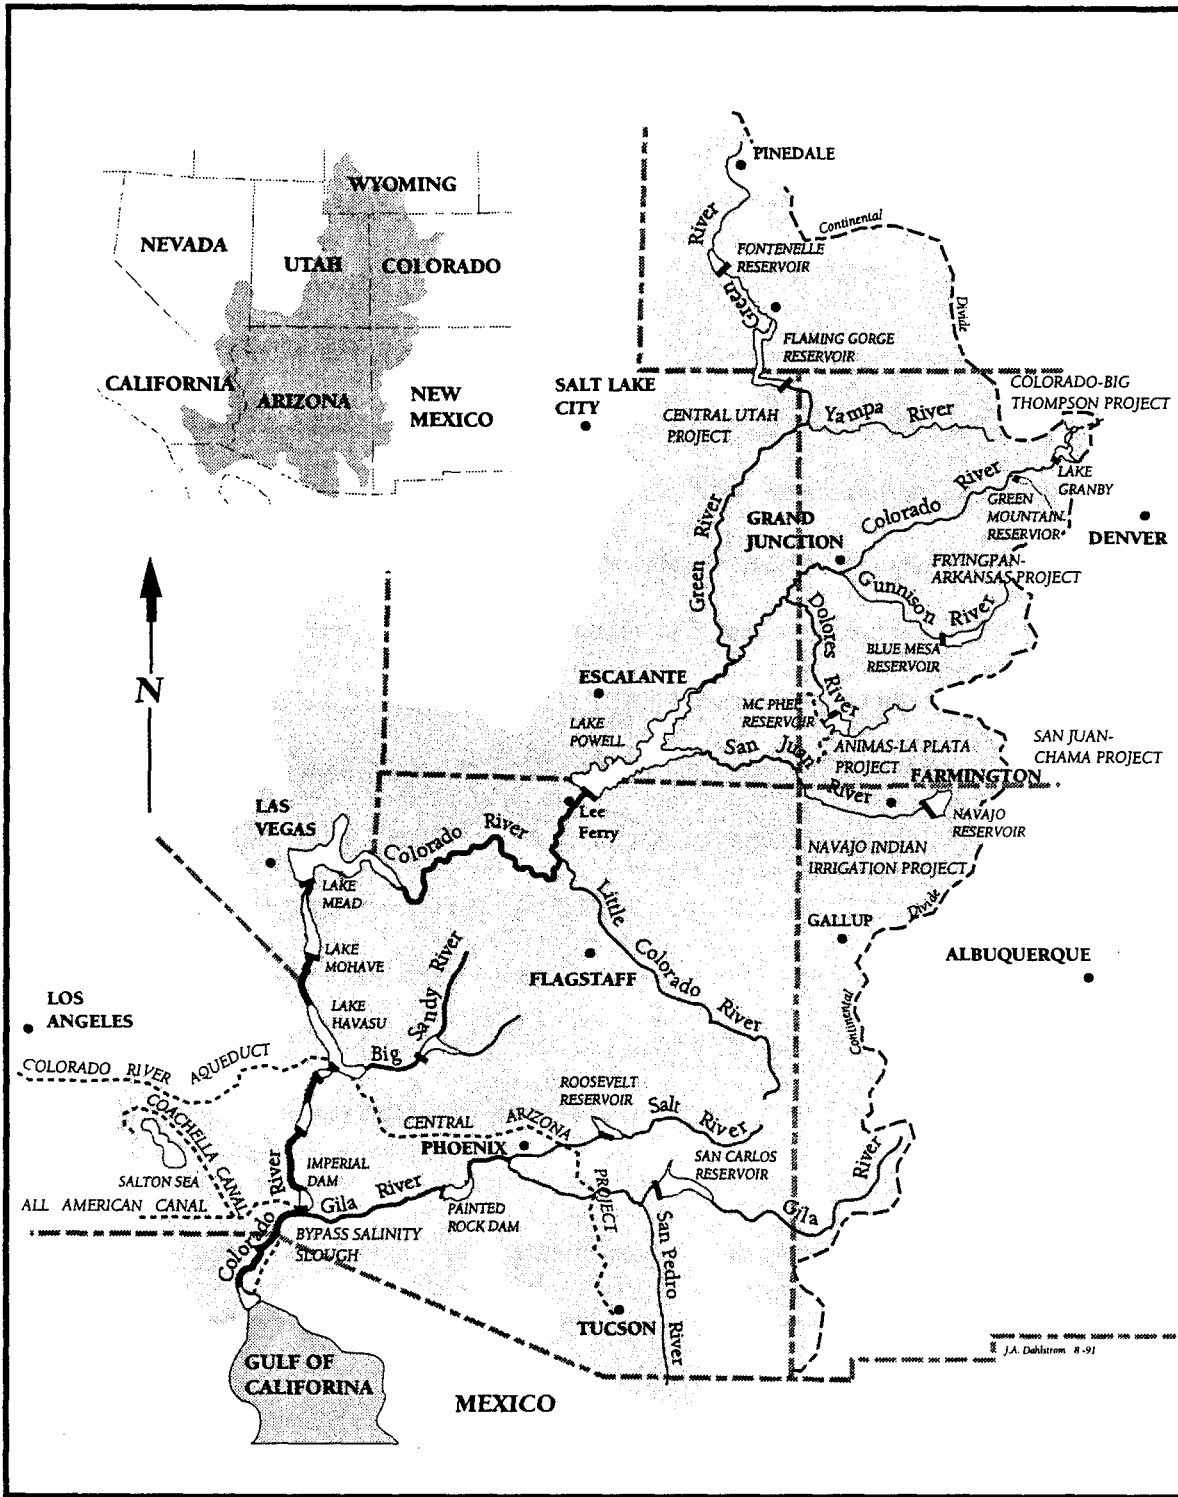 WYOMING
NEVADA
UTAH
COLORADO
CALIFORNIA
ARIZONA
NEW
MEXICO
PINEDALE
Continental
Divide
River
FONTENELLE
RESERVOIR
Green
FLAMING GORGE
RESERVOIR
SALT LAKE
CITY
CENTRAL UTAH
PROJECT
Yampa River
COLORADO-BIG
THOMPSON PROJECT
LAKE
GRANBY
Colorado River
GREEN
MOUNTAIN
RESERVIOR
DENVER
GRAND
JUNCTION
Green River
FRYINGPAN-
ARKANSAS PROJECT
Gunnison River
BLUE MESA
RESERVOIR
Dolores River
ESCALANTE
LAKE
POWELL
MC PHEE
RESERVOIR
San Juan River
ANIMAS-LA PLATA
PROJECT
SAN JUAN-
CHAMA PROJECT
FARMINGTON
NAVAJO
RESERVOIR
NAVAJO INDIAN
IRRIGATION PROJECT
N
LAS
VEGAS
Lee
Ferry
Colorado River
LAKE
MEAD
Little Colorado River
GALLUP
Divide
Continental
ALBUQUERQUE
FLAGSTAFF
LAKE
MOHAVE
LAKE
HAVASU
Big Sandy River
LOS
ANGELES
COLORADO RIVER AQUEDUCT
COACHELLA CANAL
SALTON SEA
ALL AMERICAN CANAL
CENTRAL ARIZONA PROJECT
ROOSEVELT
RESERVOIR
Salt River
PHOENIX
SAN CARLOS
RESERVOIR
IMPERIAL
DAM
Gila River
PAINTED
ROCK DAM
Gila River
Colorado River
BYPASS SALINITY
SLOUGH
San Pedro River
TUCSON
GULF OF
CALIFORINA
MEXICO
J.A. Dahlstrom 8-91